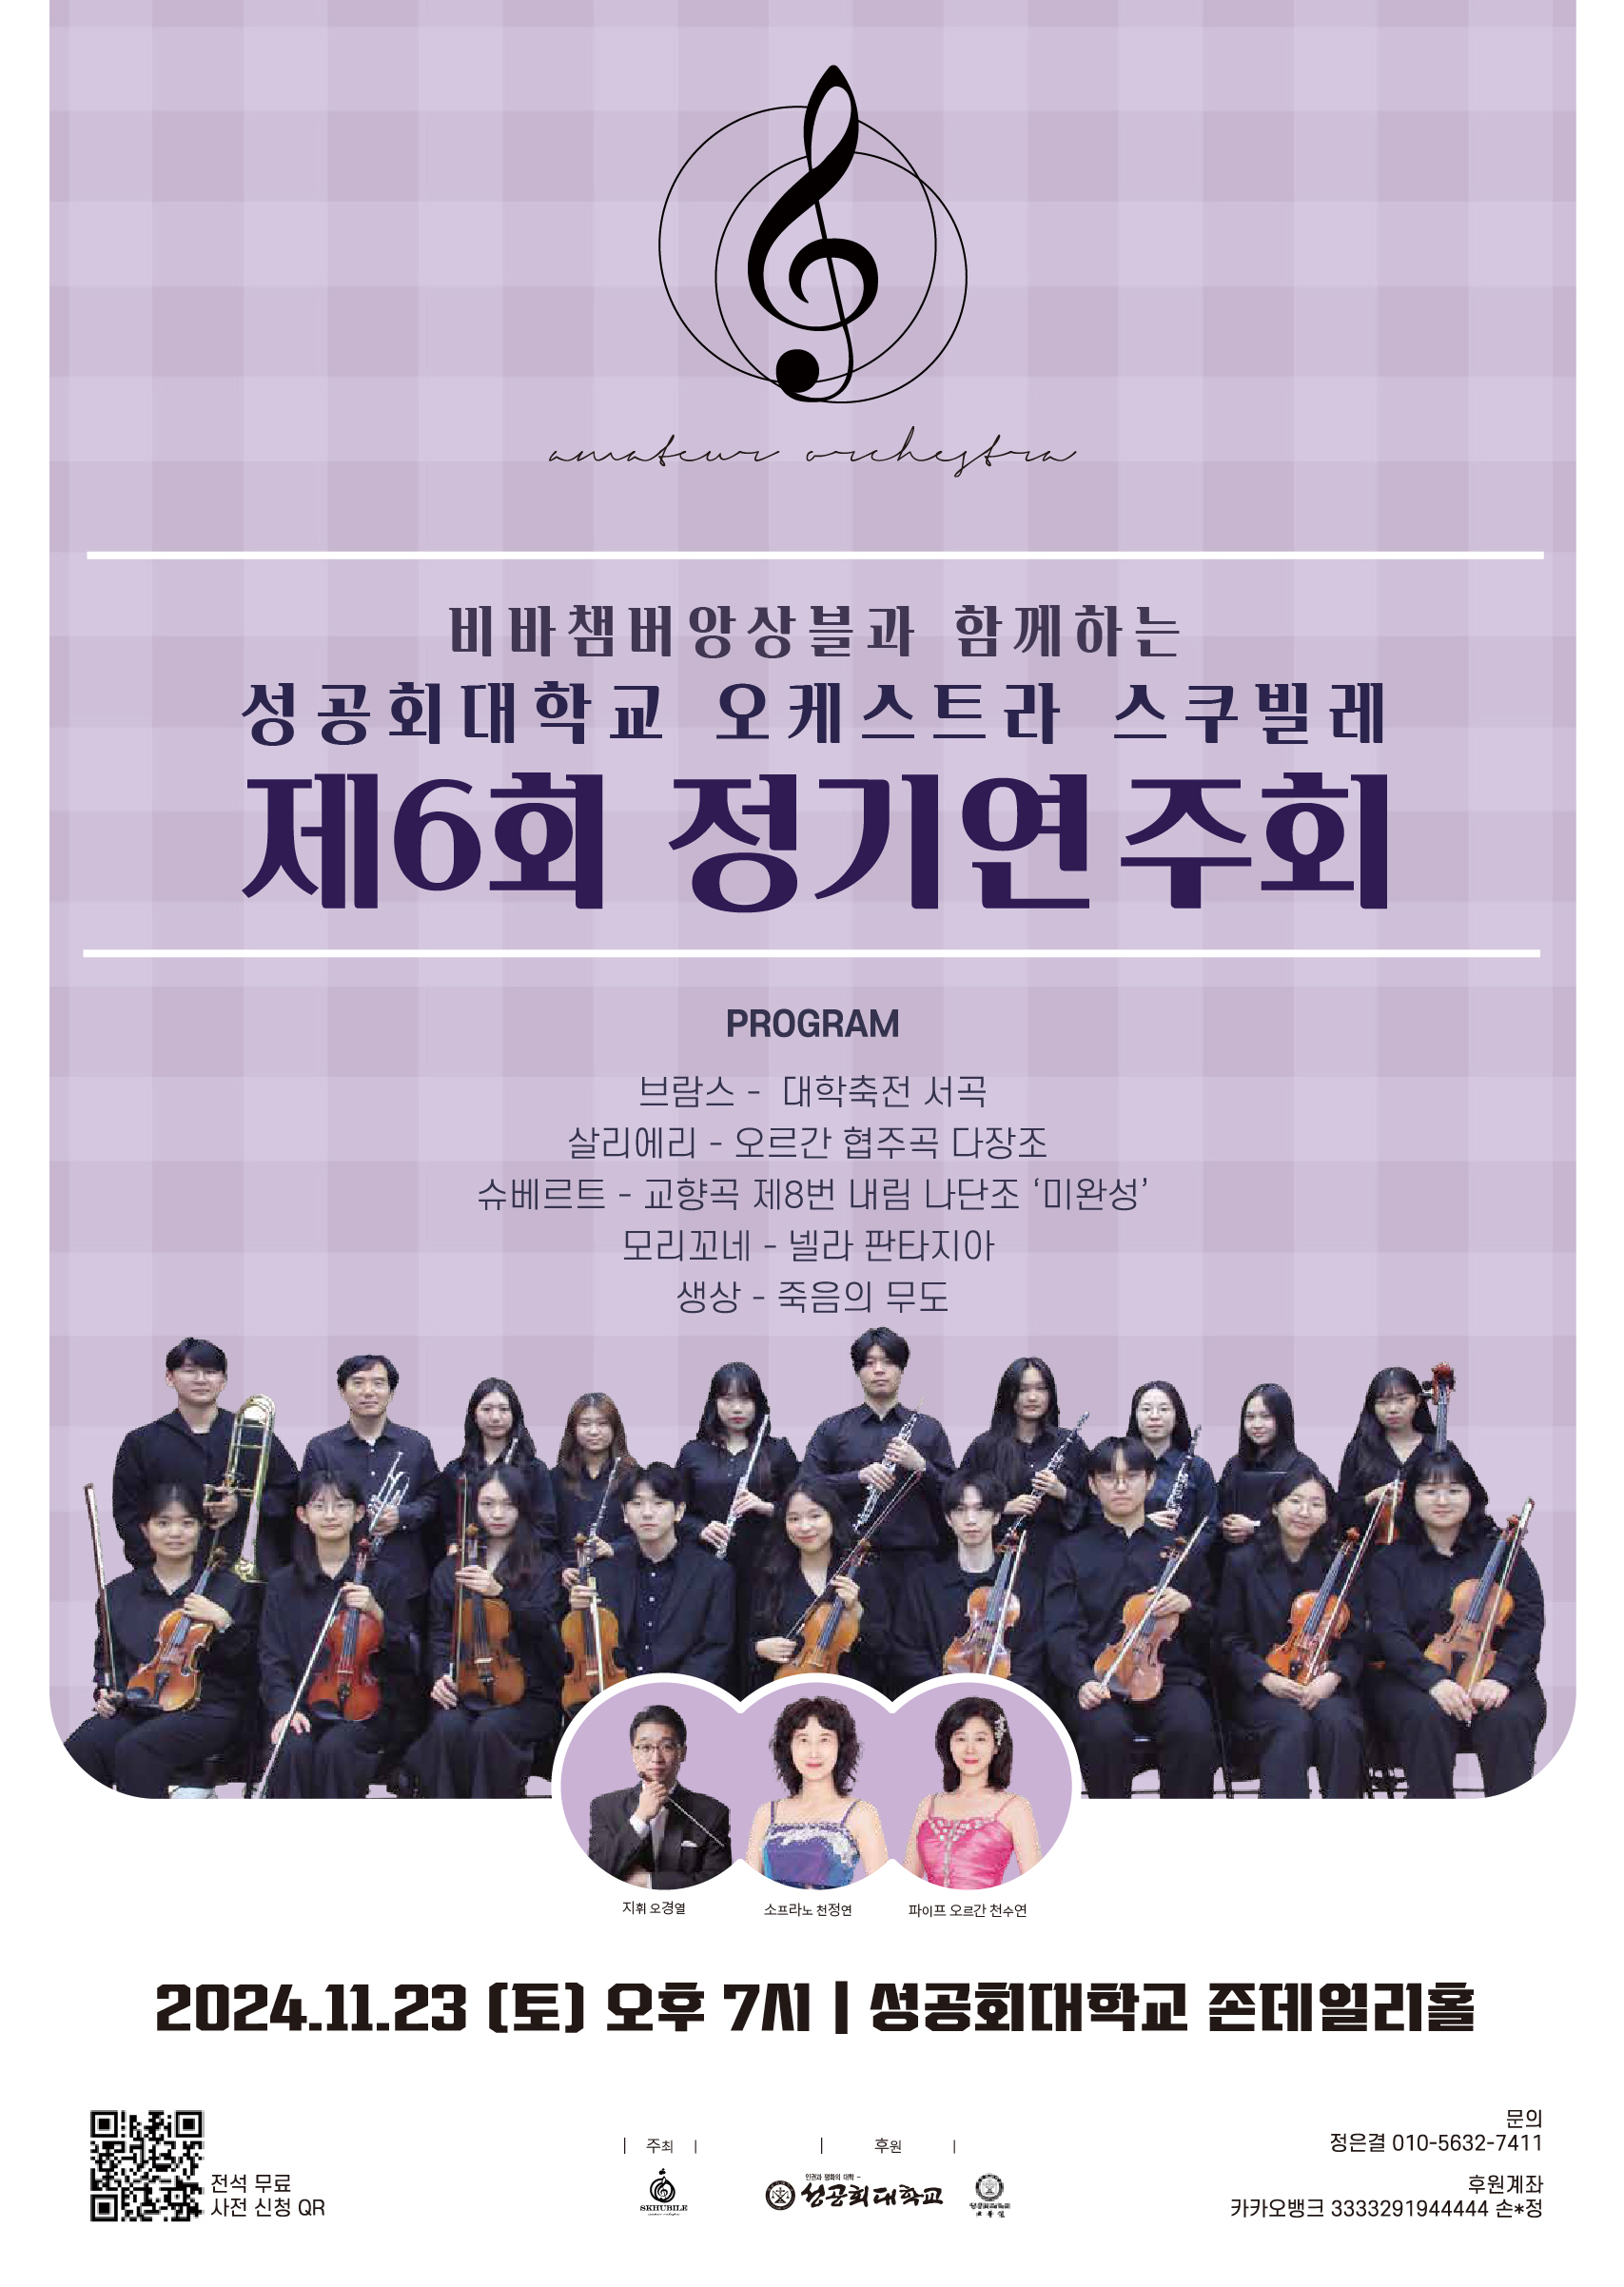 amateur orchestra
비바챔버앙상블과 함께하는
성공회대학교 오케스트라 스쿠빌레
제6회 정기연주회
PROGRAM
브람스 - 대학축전 서곡
살리에리 - 오르간 협주곡 다장조
슈베르트 - 교향곡 제8번 내림 나단조 ‘미완성’
모리꼬네 - 넬라 판타지아
생상 - 죽음의 무도
지휘 오경열
소프라노 천정연
파이프 오르간 천수연
2024.11.23 (토) 오후 7시 | 성공회대학교 존데일리홀
전석 무료
사전 신청 QR
| 주최 |
SKHUBILE
| 후원 |
인권과 평화의 대학 -
성공회대학교
문의
정은결 010-5632-7411
후원계좌
카카오뱅크 3333291944444 손*정